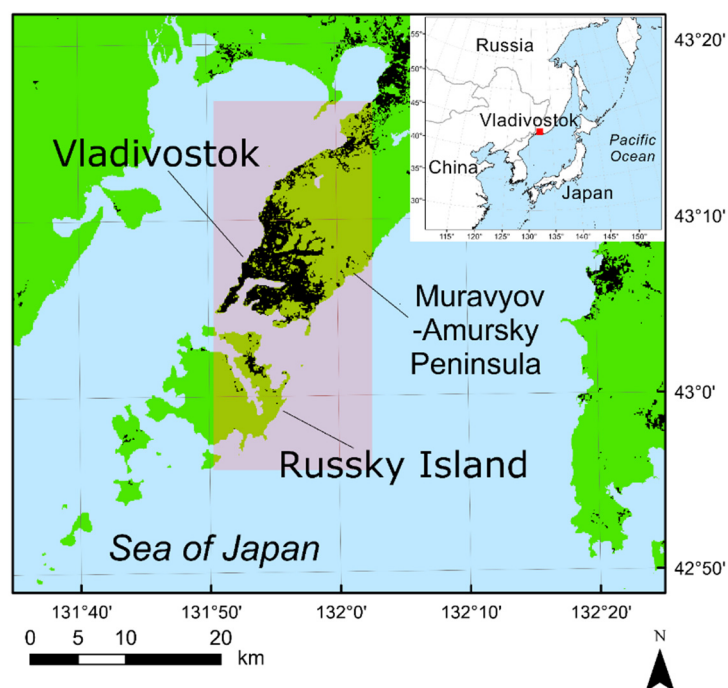 43°20'
43°10'
43°0'
42°50'
131°40'
131°50'
132°0'
132°10'
132°20'
Vladivostok
Muravyov
-Amursky
Peninsula
Russky Island
Sea of Japan
Russia
Vladivostok
China
Japan
Pacific
Ocean
55°
50°
45°
40°
35°
30°
115°
120°
125°
130°
135°
140°
145°
150°
0 5 10 20
km
N